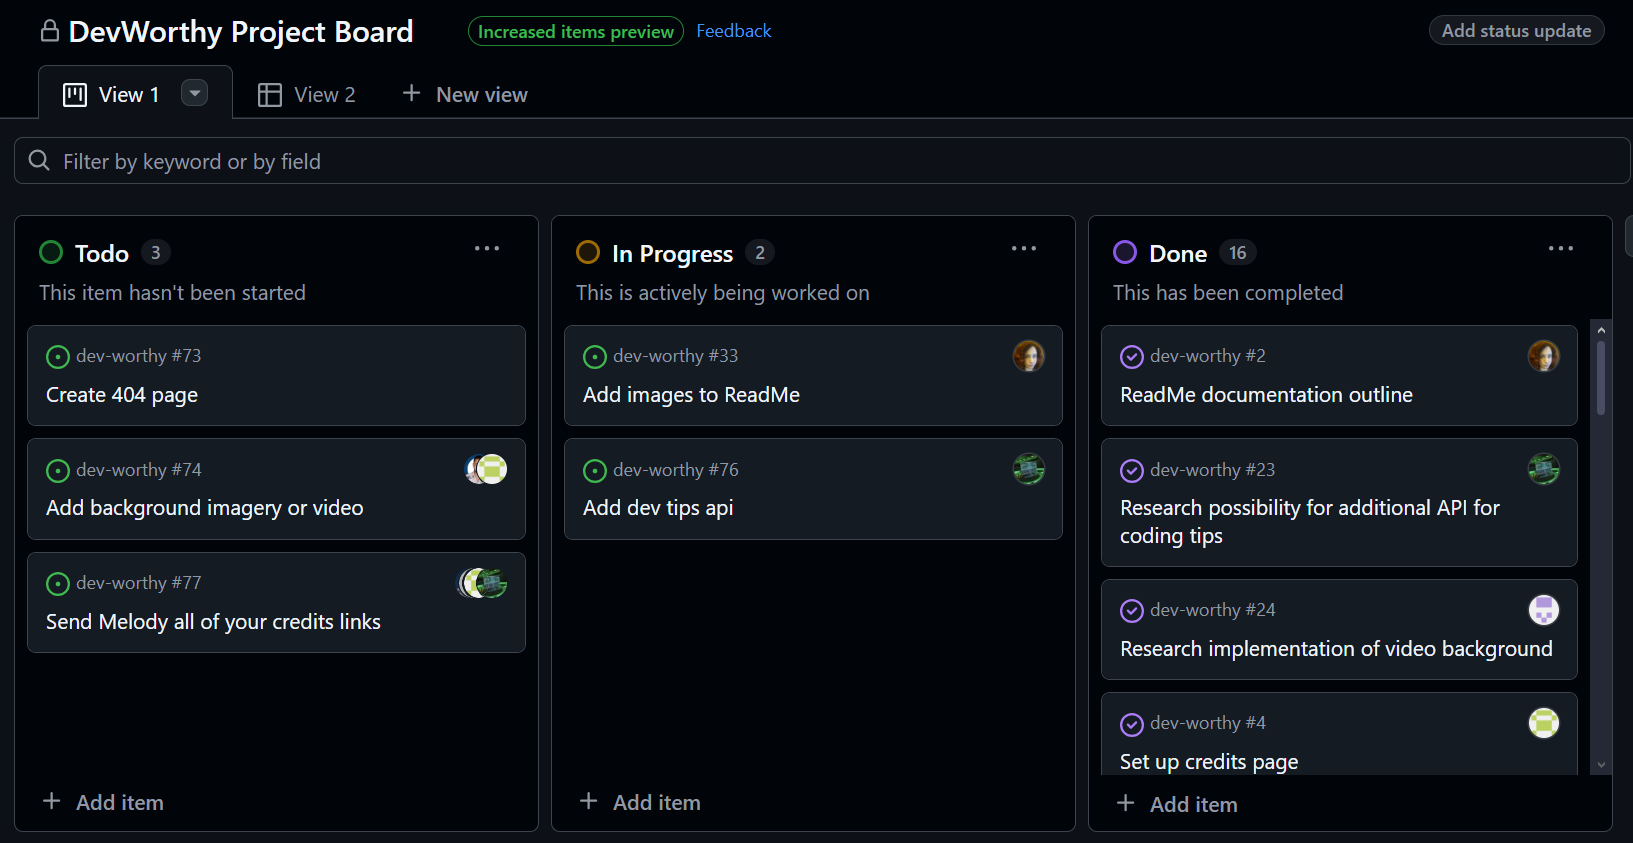 DevWorthy Project Board
Increased items preview
Feedback
Add status update
View 1
View 2
New view
Filter by keyword or by field
Todo 3
This item hasn't been started
dev-worthy #73
Create 404 page
dev-worthy #74
Add background imagery or video
dev-worthy #77
Send Melody all of your credits links
Add item
In Progress 2
This is actively being worked on
dev-worthy #33
Add images to ReadMe
dev-worthy #76
Add dev tips api
Add item
Done 16
This has been completed
dev-worthy #2
ReadMe documentation outline
dev-worthy #23
Research possibility for additional API for
coding tips
dev-worthy #24
Research implementation of video background
dev-worthy #4
Set up credits page
Add item